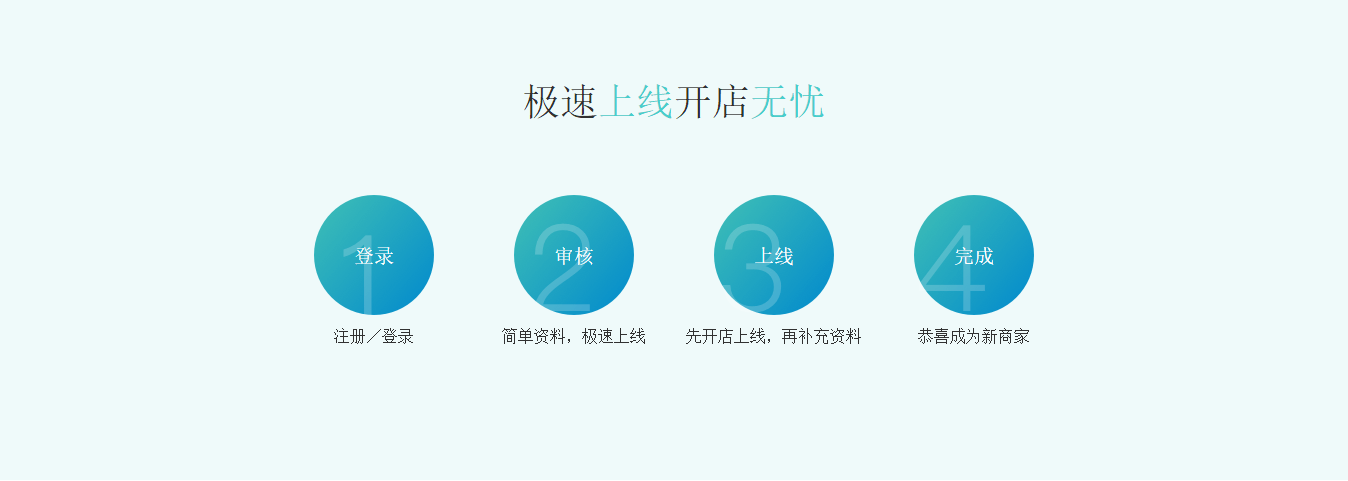 极速上线开店无忧
1 登录
2 审核
3 上线
4 完成
注册／登录
简单资料，极速上线
先开店上线，再补充资料
恭喜成为新商家